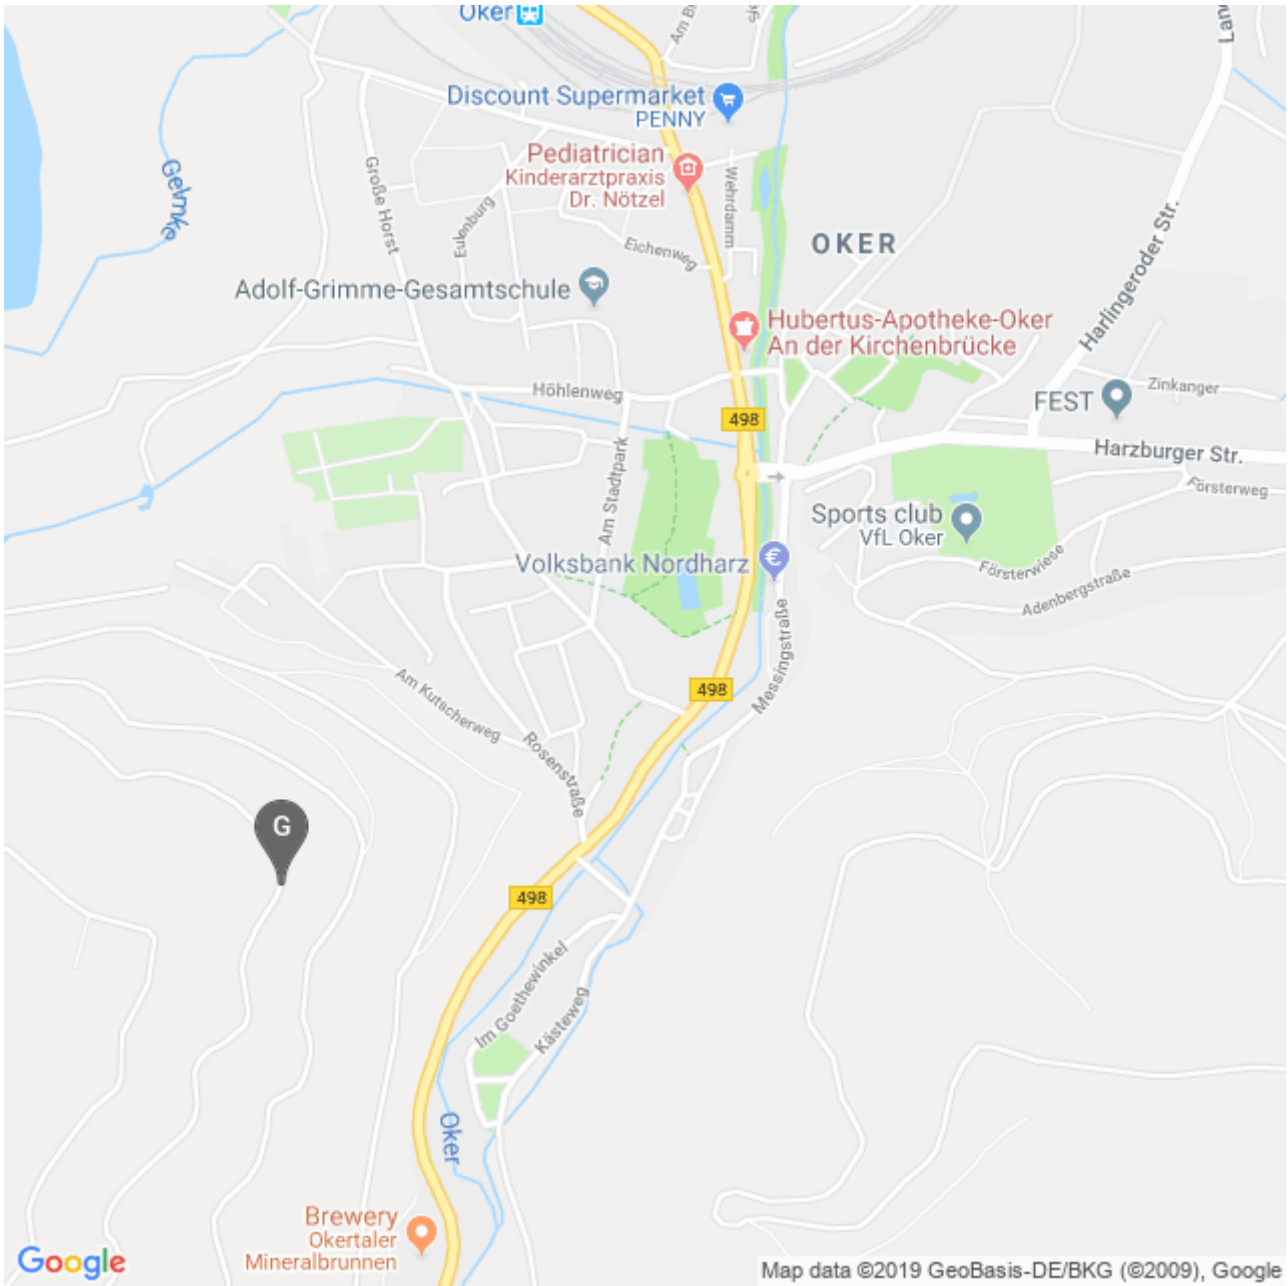 Oker
Am B
Lan
Discount Supermarket
PENNY
Gelmke
Große Horst
Pediatrician
Kinderarztpraxis
Dr. Nötzel
Wehrdamm
Eulenburg
Eichenweg
OKER
Harlingeroder Str.
Adolf-Grimme-Gesamtschule
Hubertus-Apotheke-Oker
An der Kirchenbrücke
Höhlenweg
Zinkanger
FEST
498
Harzburger Str.
Försterweg
Am Stadtpark
Sports club
VfL Oker
Volksbank Nordharz
Försterwiese
Adenbergstraße
Messingstraße
498
Am Kutscherweg
Rosenstraße
G
498
Im Goethewinkel
Kästeweg
Oker
Brewery
Okertaler
Mineralbrunnen
Google
Map data ©2019 GeoBasis-DE/BKG (©2009), Google